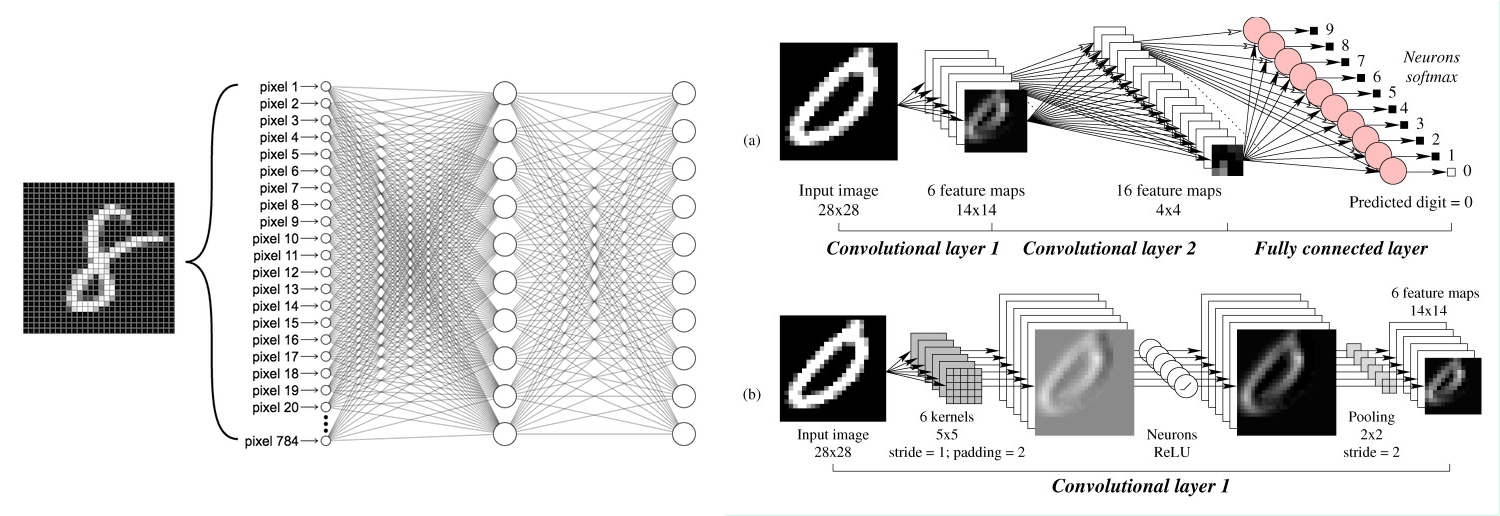 pixel 1
pixel 2
pixel 3
pixel 4
pixel 5
pixel 6
pixel 7
pixel 8
pixel 9
pixel 10
pixel 11
pixel 12
pixel 13
pixel 14
pixel 15
pixel 16
pixel 17
pixel 18
pixel 19
pixel 20
pixel 784
(a)
9
8
7
6
5
4
3
2
1
0
Neurons
softmax
Input image
28x28
6 feature maps
14x14
16 feature maps
4x4
Predicted digit = 0
Convolutional layer 1
Convolutional layer 2
Fully connected layer
(b)
Input image
28x28
6 kernels
5x5
stride = 1; padding = 2
Neurons
ReLU
Pooling
2x2
stride = 2
6 feature maps
14x14
Convolutional layer 1